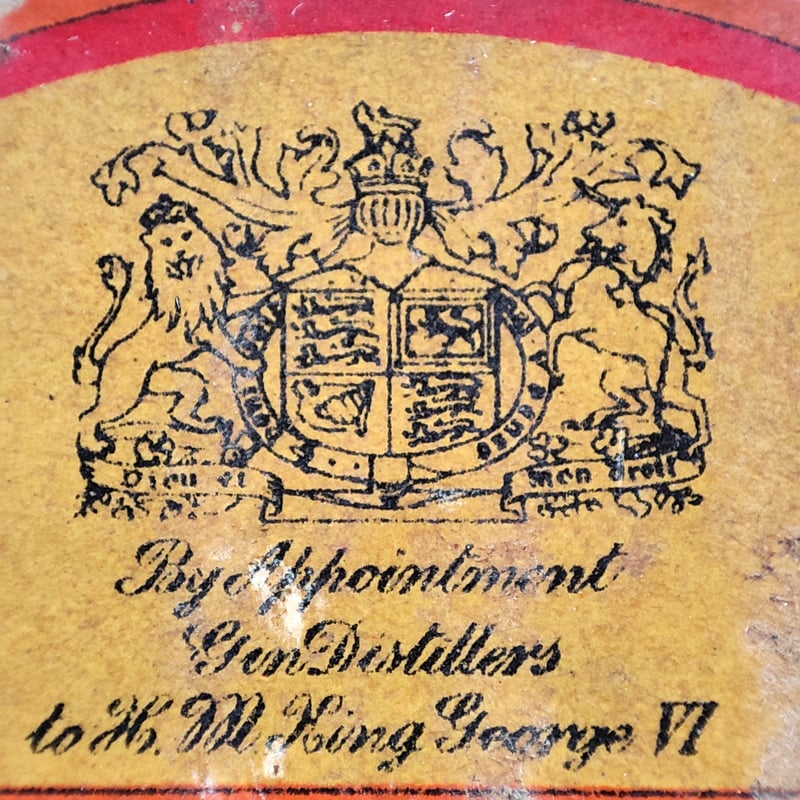 Dieu et mon droit
By Appointment
Gin Distillers
to H. M King George VI